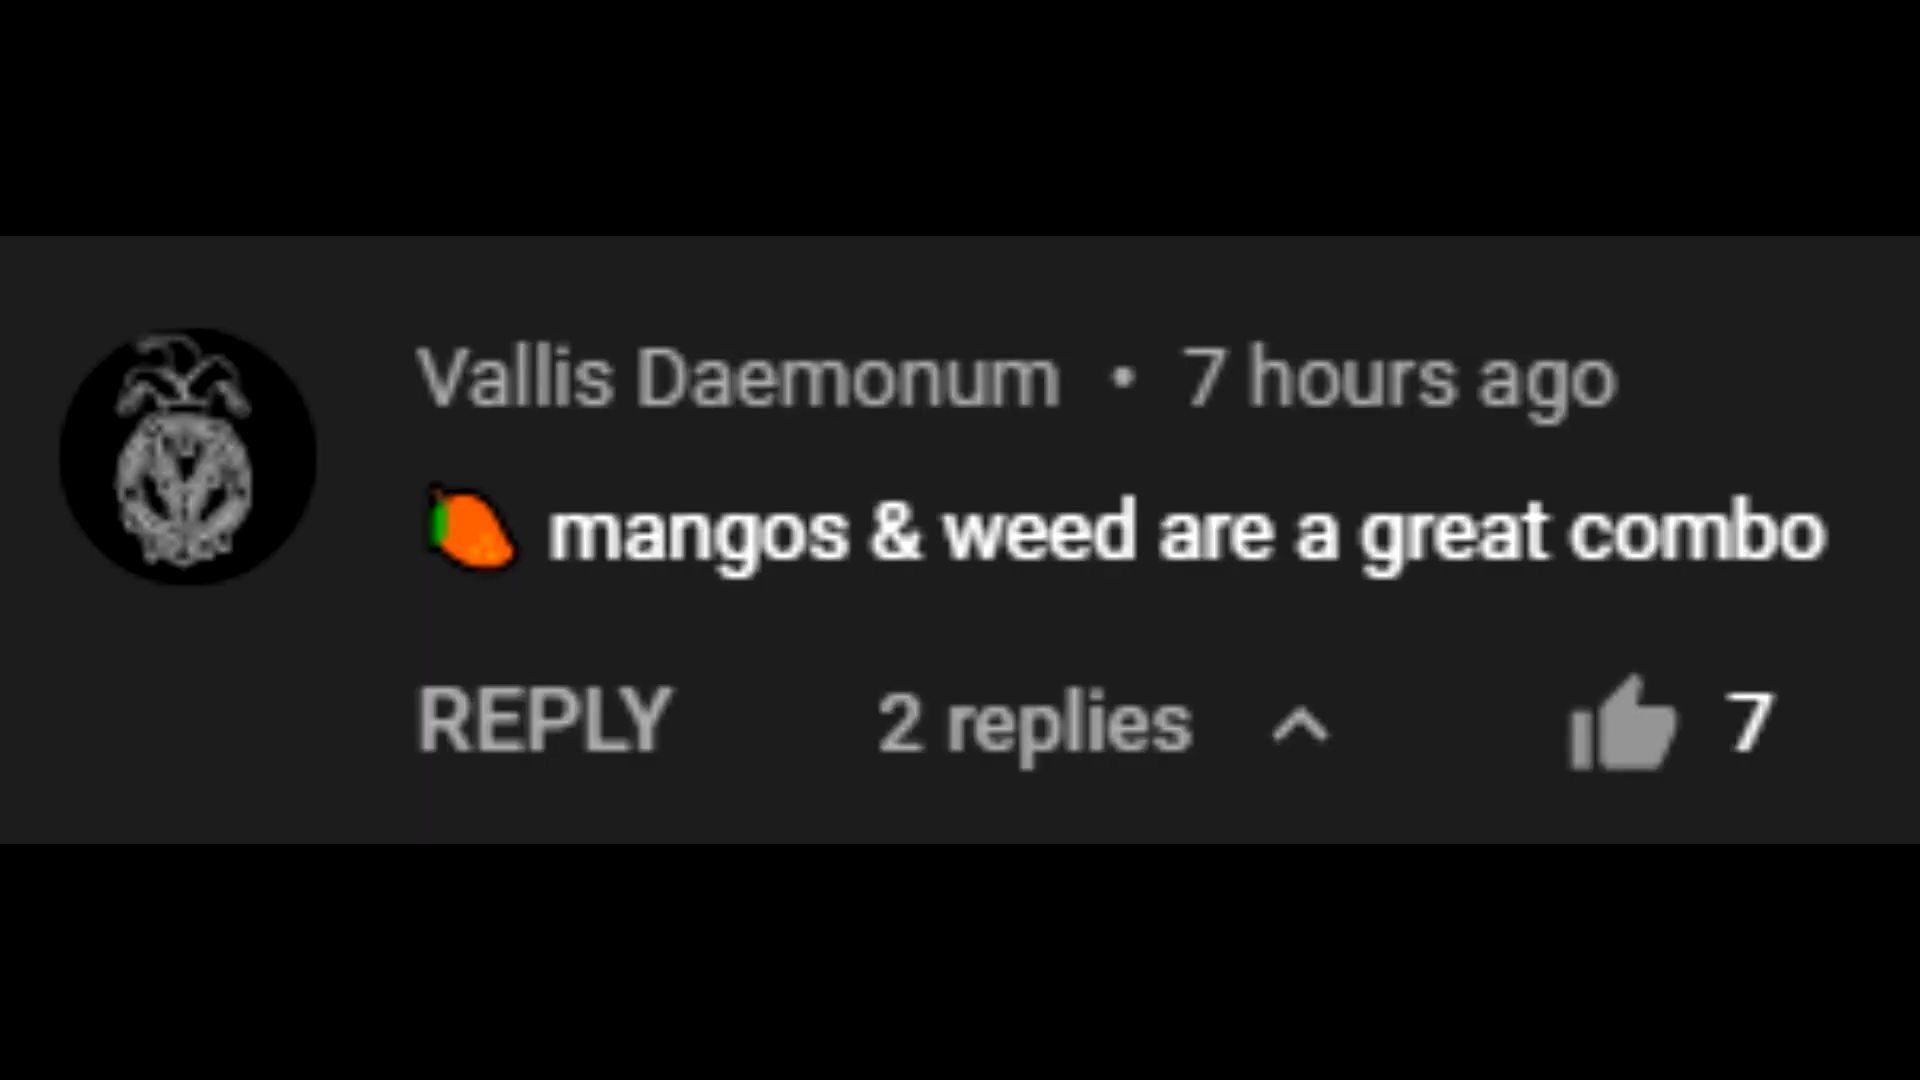 Vallis Daemonum • 7 hours ago
🥭 mangos & weed are a great combo
REPLY 2 replies 7